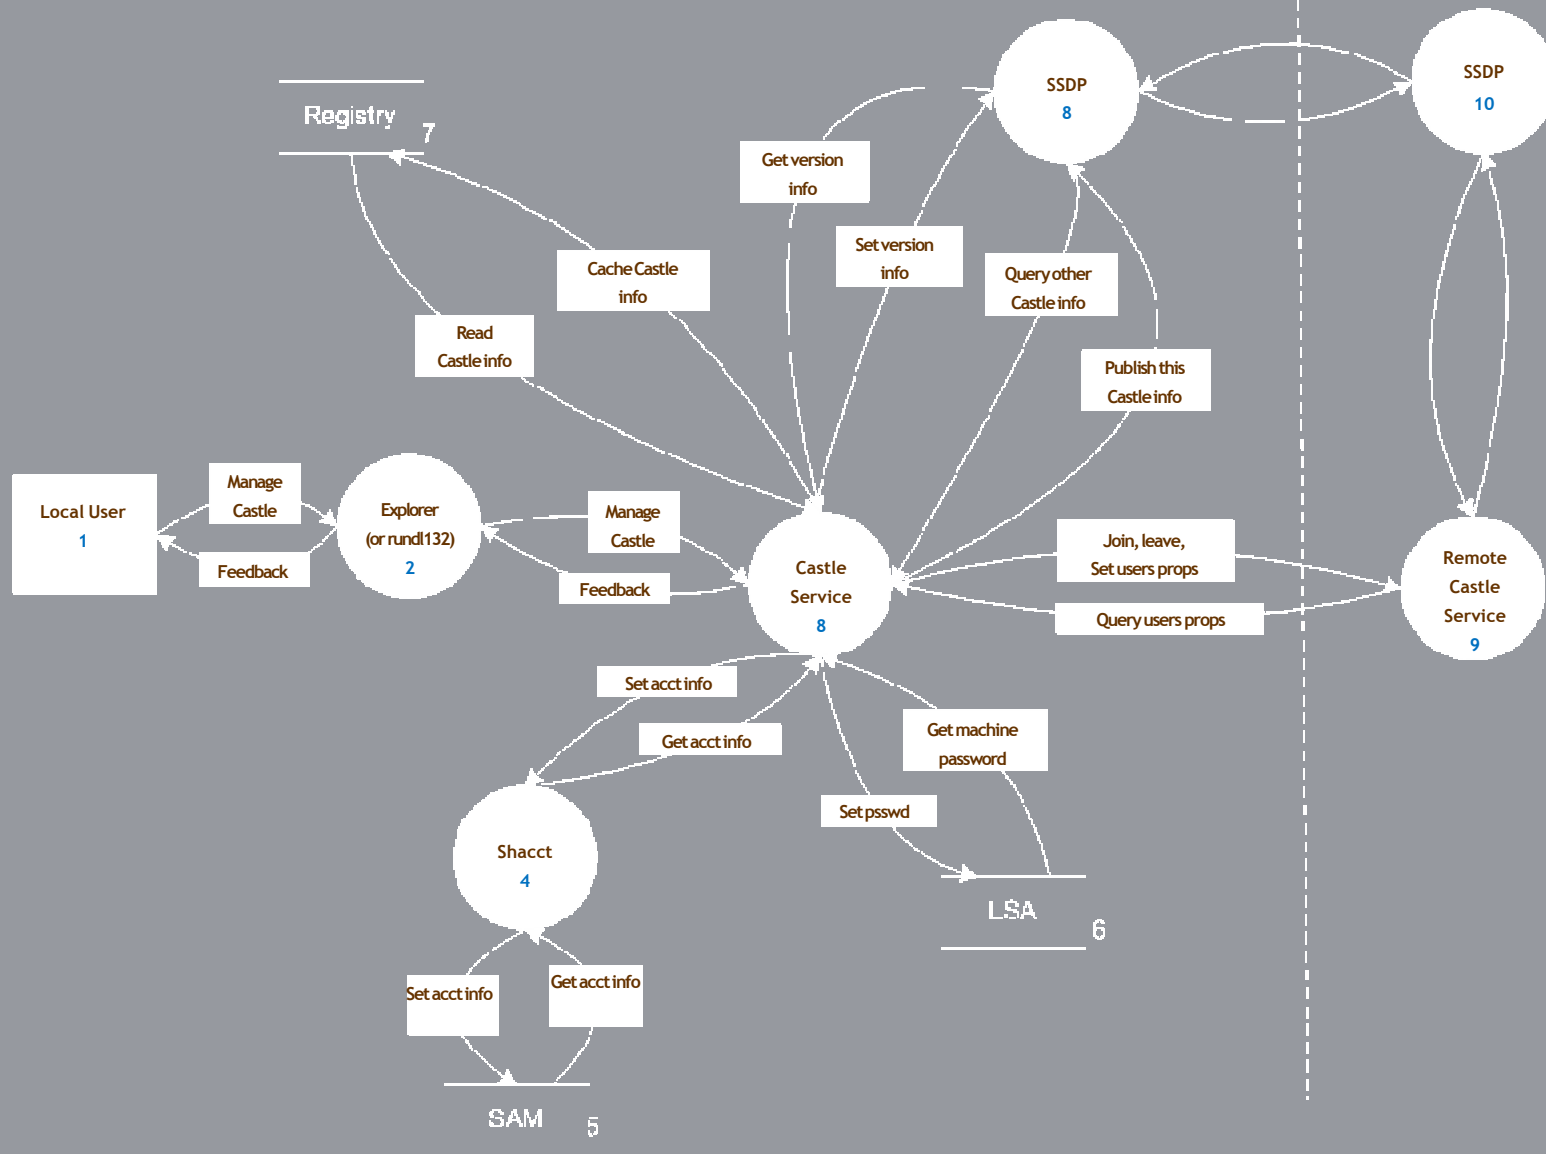 SSDP
8
SSDP
10
Registry
7
Get version
info
Set version
info
Query other
Castle info
Cache Castle
info
Read
Castle info
Publish this
Castle info
Local User
1
Manage
Castle
Feedback
Explorer
(or rundl132)
2
Manage
Castle
Feedback
Castle
Service
8
Join, leave,
Set users props
Query users props
Remote
Castle
Service
9
Set acct info
Get acct info
Get machine
password
Set psswd
Shacct
4
LSA
6
Set acct info
Get acct info
SAM
5